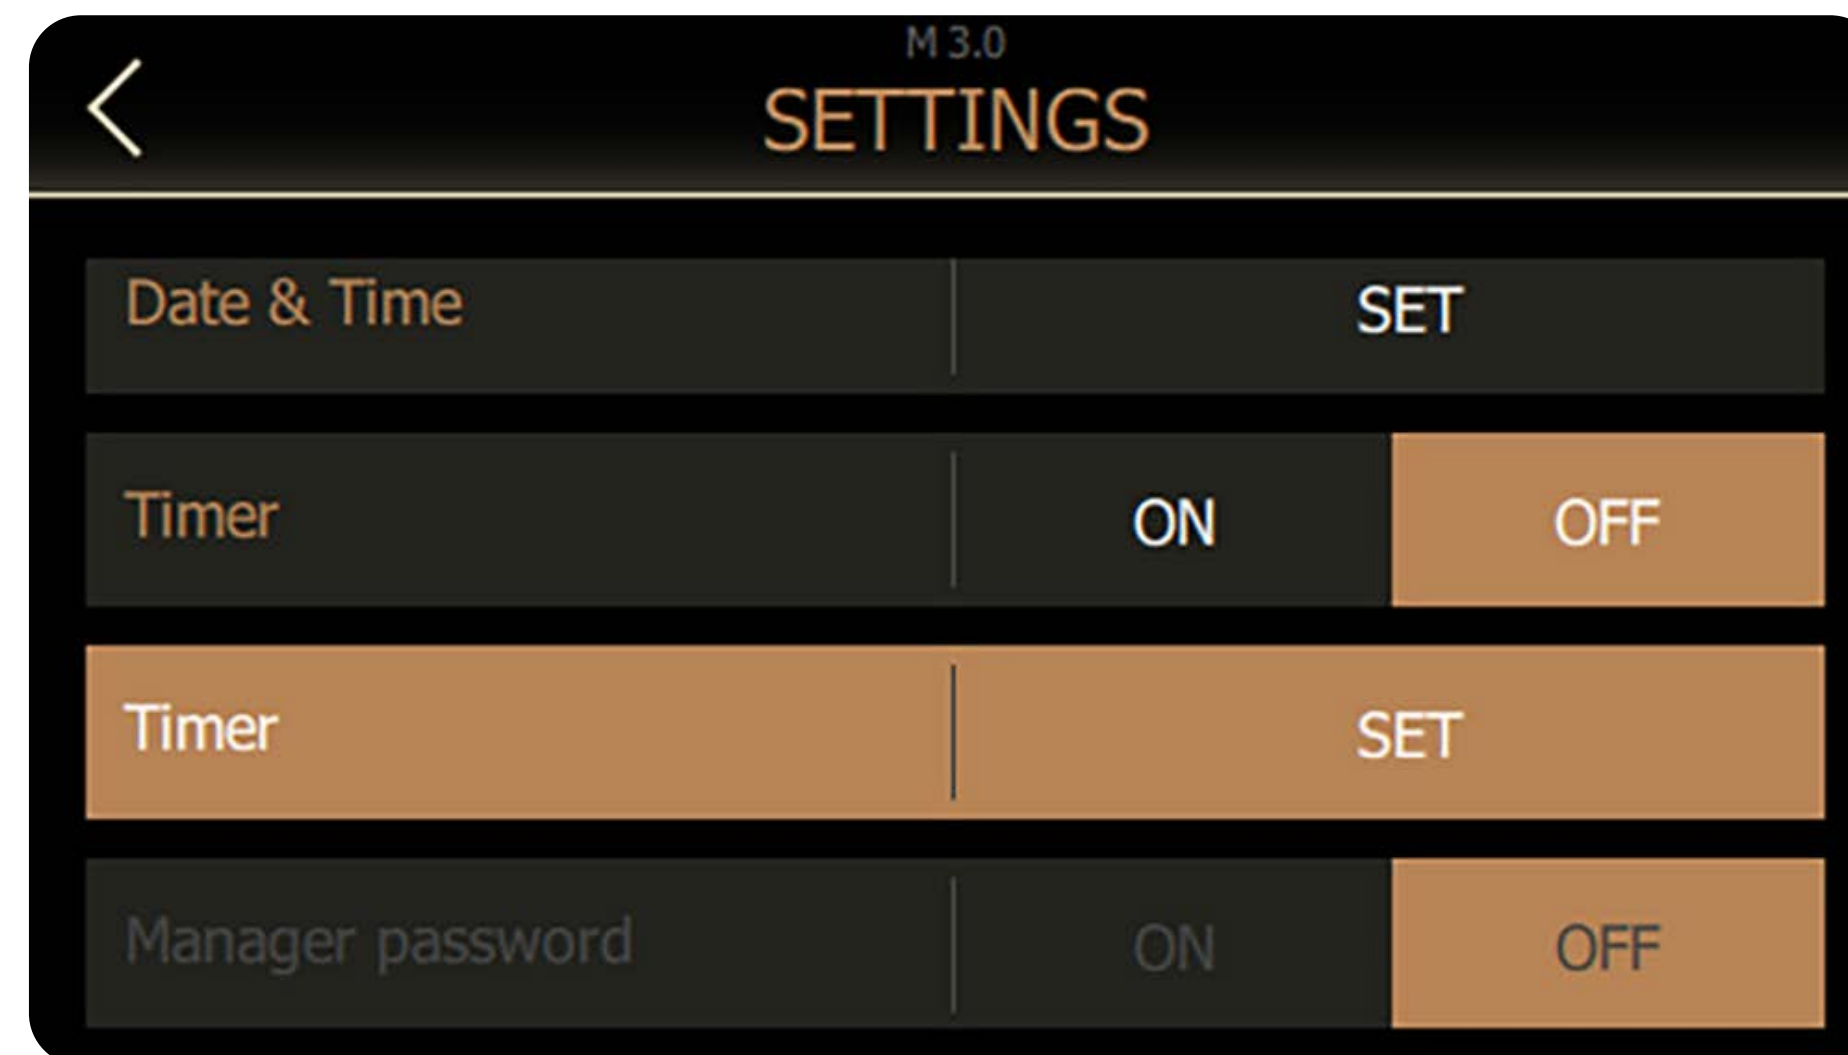 M 3.0
SETTINGS
Date & Time SET
Timer ON OFF
Timer SET
Manager password ON OFF